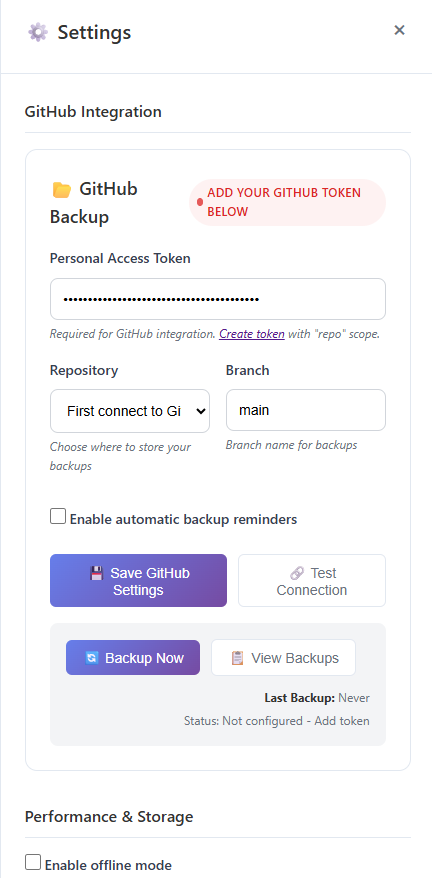 Settings
×
GitHub Integration
GitHub
Backup
ADD YOUR GITHUB TOKEN
BELOW
Personal Access Token
••••••••••••••••••••••••••••••••••••••••
Required for GitHub integration. Create token with "repo" scope.
Repository
First connect to Gi
Choose where to store your
backups
Branch
main
Branch name for backups
Enable automatic backup reminders
Save GitHub
Settings
Test
Connection
Backup Now
View Backups
Last Backup: Never
Status: Not configured - Add token
Performance & Storage
Enable offline mode